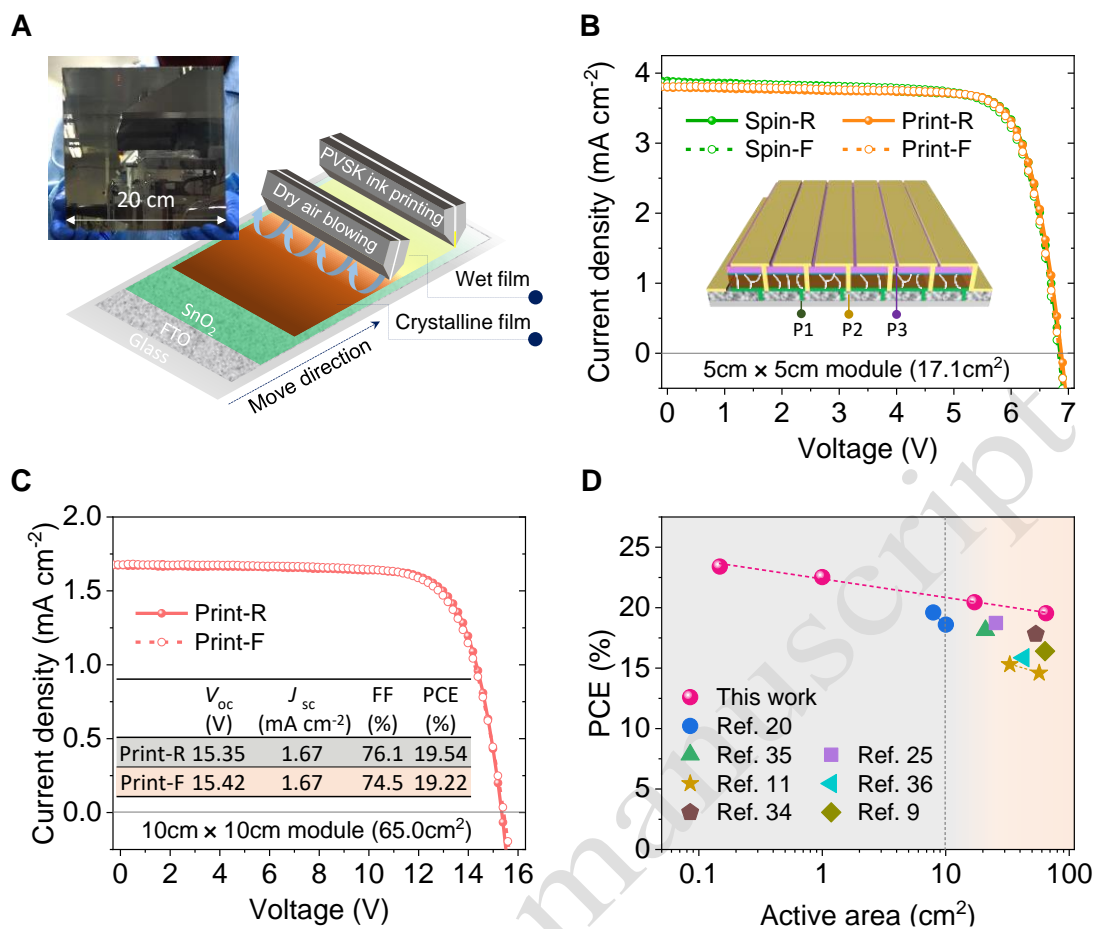 A
20 cm
PVSK ink printing
Dry air blowing
Wet film
Crystalline film
SnO2
FTO
Glass
Move direction
B
Current density (mA cm-2)
4
3
2
1
0
Spin-R Print-R
Spin-F Print-F
P1 P2 P3
5cm × 5cm module (17.1cm2)
0 1 2 3 4 5 6 7
Voltage (V)
C
Current density (mA cm-2)
2.0
1.5
1.0
0.5
0.0
Print-R
Print-F
Voc Jsc FF PCE
(V) (mA cm-2) (%) (%)
Print-R 15.35 1.67 76.1 19.54
Print-F 15.42 1.67 74.5 19.22
10cm × 10cm module (65.0cm2)
0 2 4 6 8 10 12 14 16
Voltage (V)
D
PCE (%)
25
20
15
10
5
0
This work
Ref. 20
Ref. 35 Ref. 25
Ref. 11 Ref. 36
Ref. 34 Ref. 9
0.1 1 10 100
Active area (cm2)
manuscript